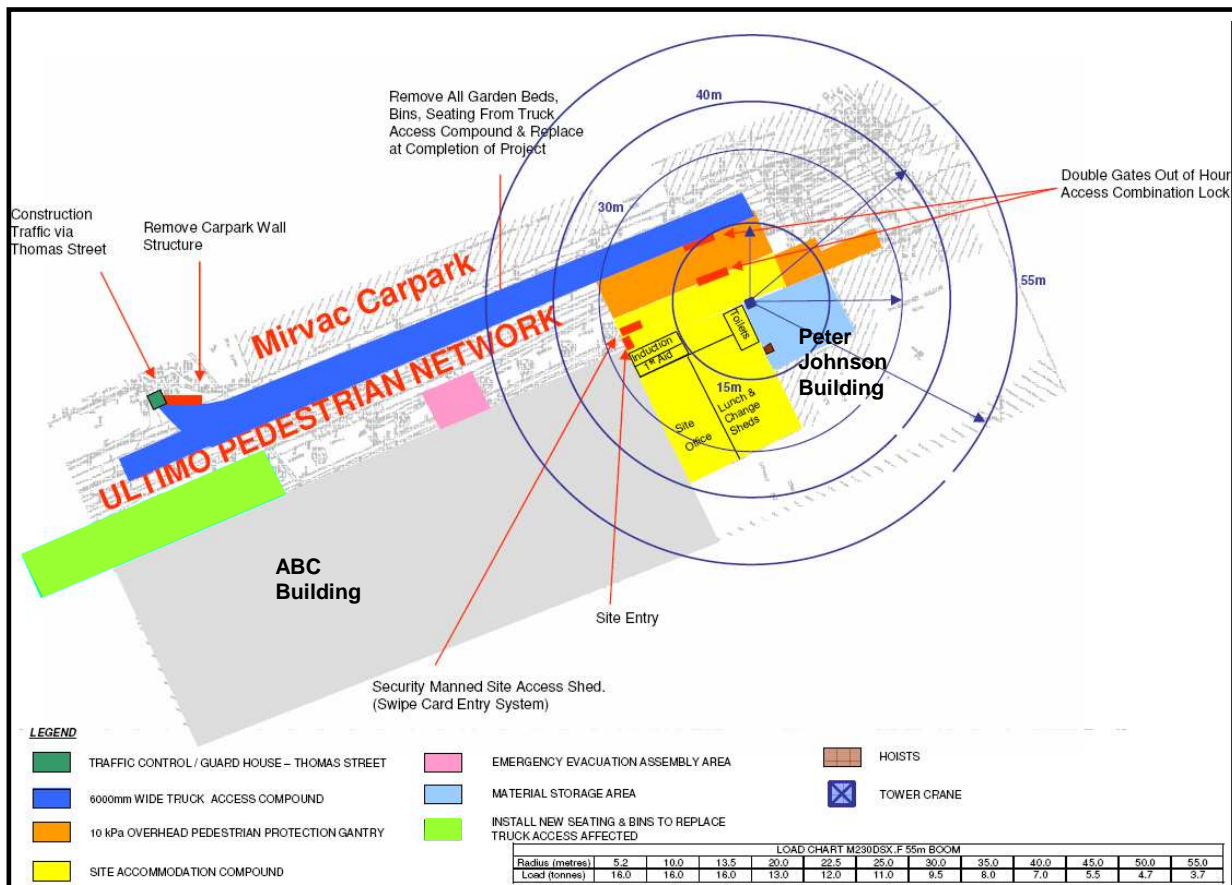 Remove All Garden Beds,
Bins, Seating From Truck
Access Compound & Replace
at Completion of Project
40m
Double Gates Out of Hour
Access Combination Lock
30m
Construction
Traffic via
Thomas Street
Remove Carpark Wall
Structure
55m
Mirvac Carpark
ULTIMO PEDESTRIAN NETWORK
Toilets
Induction
1st Aid
Peter
Johnson
Building
15m
Lunch &
Change
Sheds
Site
Office
ABC
Building
Site Entry
Security Manned Site Access Shed.
(Swipe Card Entry System)
LEGEND
TRAFFIC CONTROL / GUARD HOUSE – THOMAS STREET
6000mm WIDE TRUCK ACCESS COMPOUND
10 kPa OVERHEAD PEDESTRIAN PROTECTION GANTRY
SITE ACCOMMODATION COMPOUND
EMERGENCY EVACUATION ASSEMBLY AREA
MATERIAL STORAGE AREA
INSTALL NEW SEATING & BINS TO REPLACE
TRUCK ACCESS AFFECTED
HOISTS
TOWER CRANE
LOAD CHART M230DSX.F 55m BOOM
Radius (metres) 5.2 10.0 13.5 20.0 22.5 25.0 30.0 35.0 40.0 45.0 50.0 55.0
Load (tonnes) 16.0 16.0 16.0 13.0 12.0 11.0 9.5 8.0 7.0 5.5 4.7 3.7